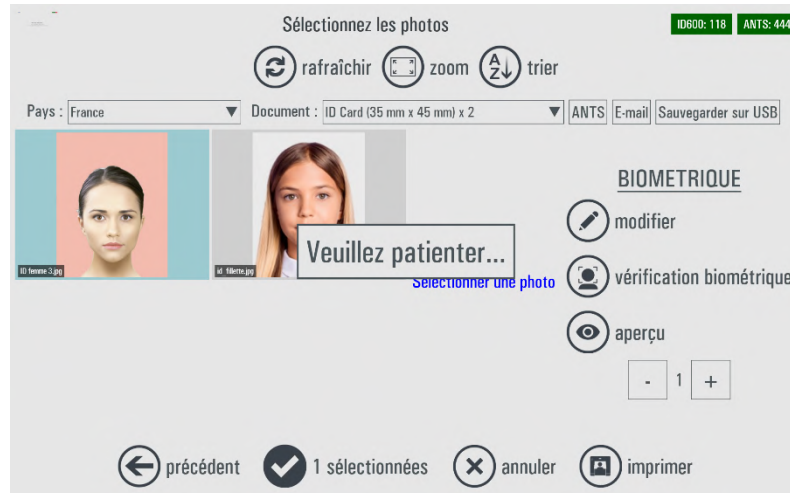 Sélectionnez les photos
ID600: 118
ANTS: 444
rafraîchir
zoom
A
Z
trier
Pays :
France
Document :
ID Card (35 mm x 45 mm) x 2
ANTS
E-mail
Sauvegarder sur USB
ID femme 3.jpg
id fillette.jpg
Veuillez patienter...
Sélectionner une photo
BIOMETRIQUE
modifier
vérification biométrique
aperçu
- 1 +
précédent
1 sélectionnées
annuler
imprimer